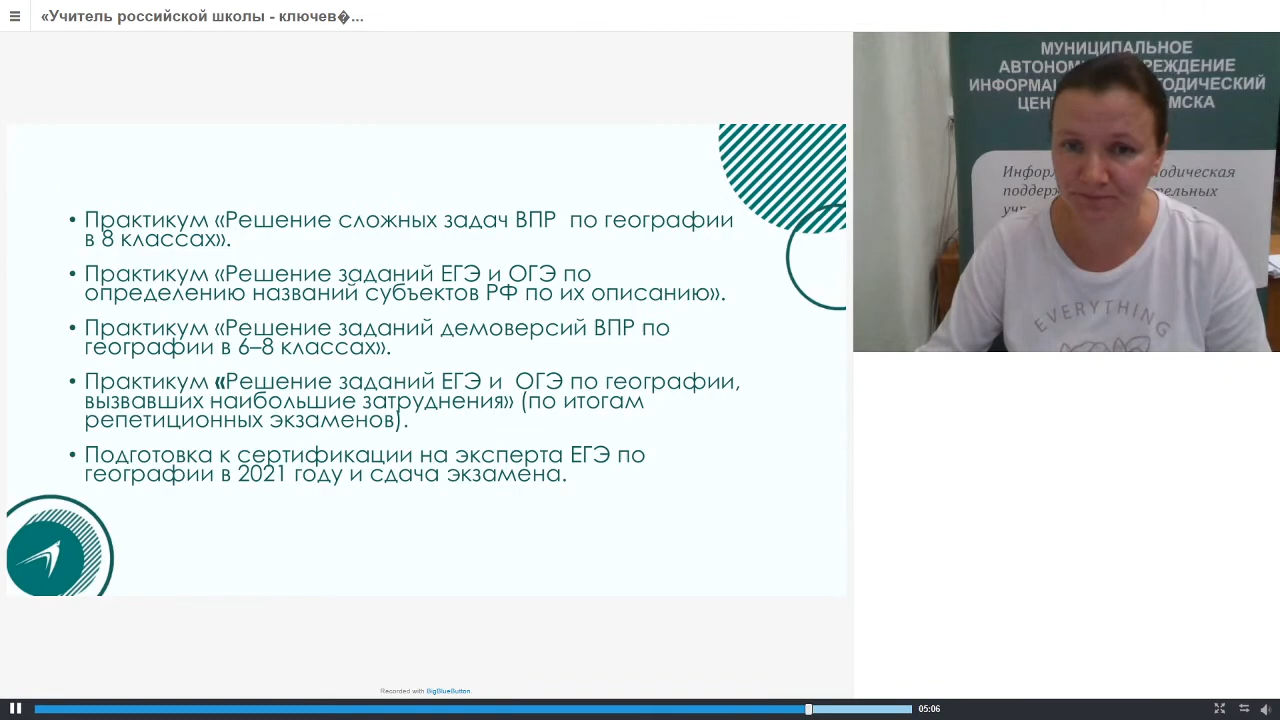 «Учитель российской школы - ключев�...
МУНИЦИПАЛЬНОЕ
АВТОНОМ РЕЖДЕНИЕ
ИНФОРМА ТОДИЧЕСКИЙ
ЦЕН МСКА
Инфор одическая
поддерж тельных
учр
EVERYTHING
• Практикум «Решение сложных задач ВПР по географии
в 8 классах».
• Практикум «Решение заданий ЕГЭ и ОГЭ по
определению названий субъектов РФ по их описанию».
• Практикум «Решение заданий демоверсий ВПР по
географии в 6–8 классах».
• Практикум «Решение заданий ЕГЭ и ОГЭ по географии,
вызвавших наибольшие затруднения» (по итогам
репетиционных экзаменов).
• Подготовка к сертификации на эксперта ЕГЭ по
географии в 2021 году и сдача экзамена.
Recorded with BigBlueButton.
05:06